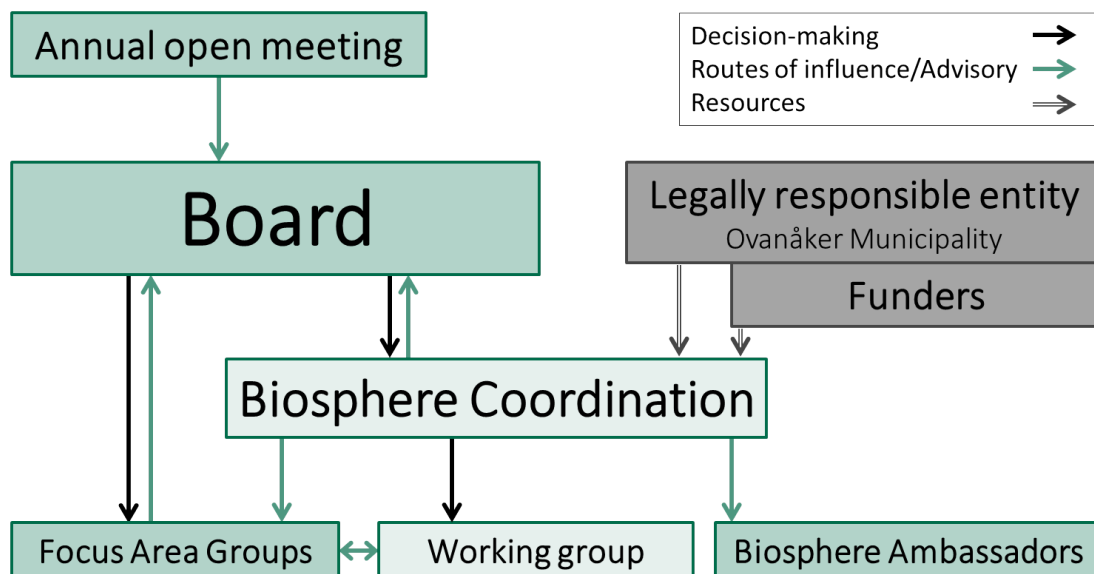 Annual open meeting
Decision-making
Routes of influence/Advisory
Resources
Board
Legally responsible entity
Ovanåker Municipality
Funders
Biosphere Coordination
Focus Area Groups
Working group
Biosphere Ambassadors